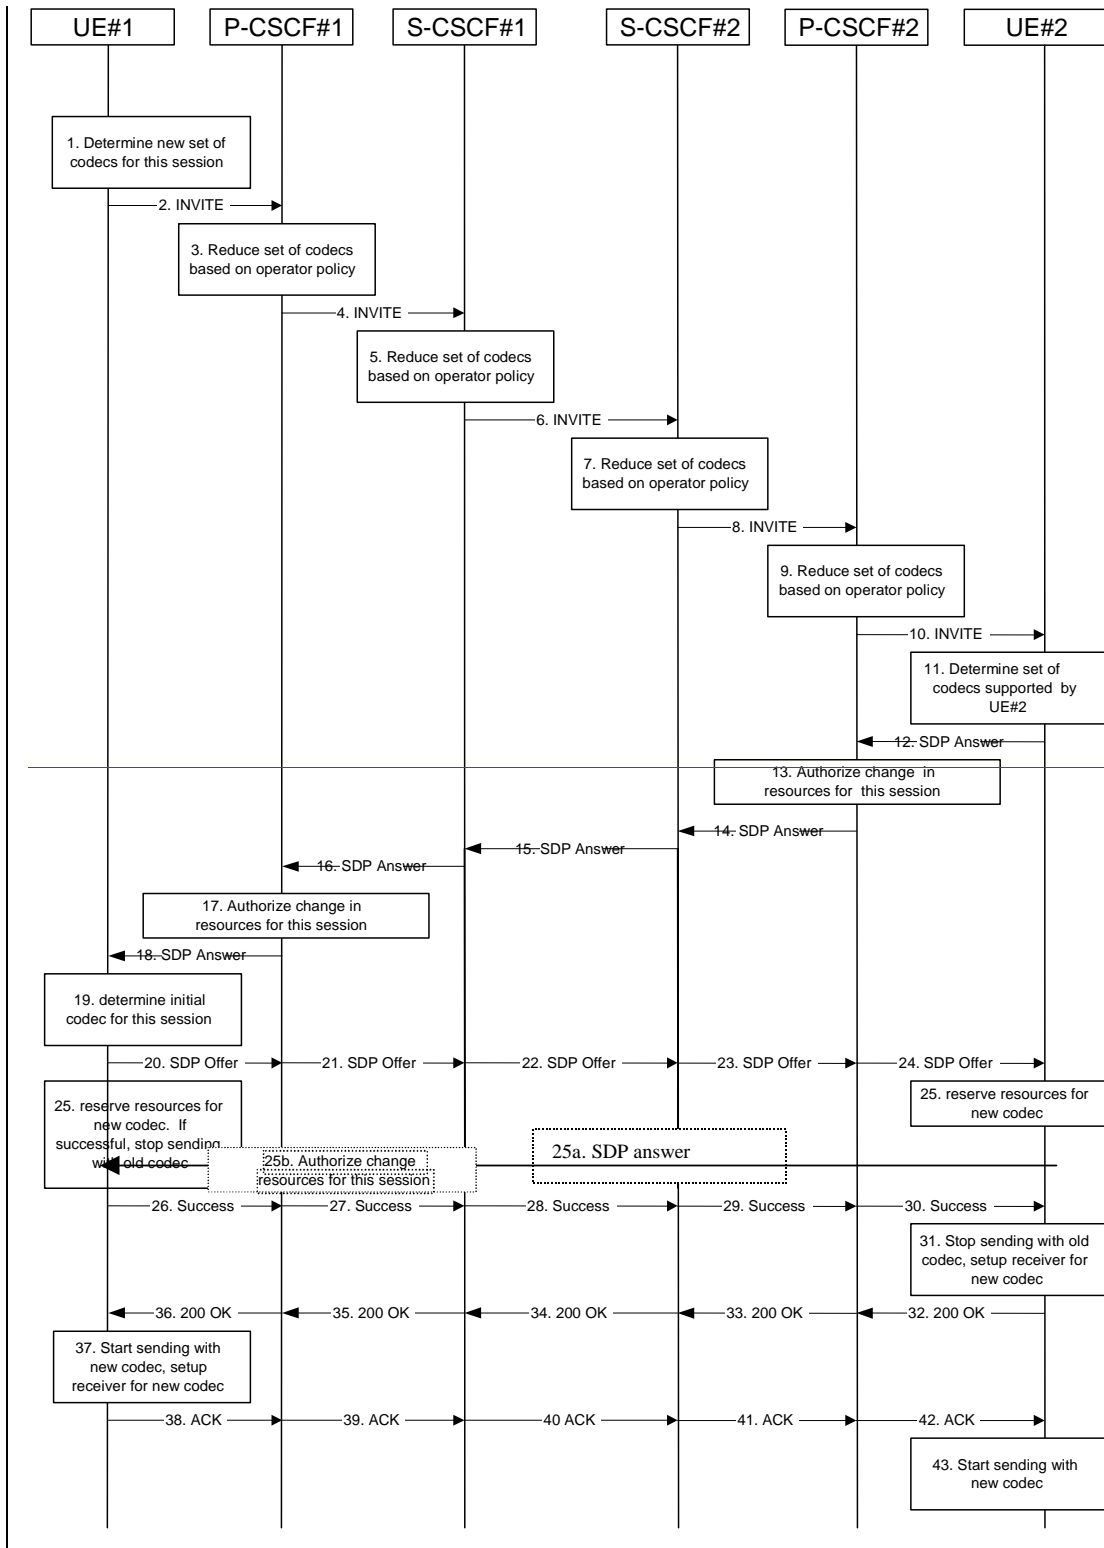 UE#1
P-CSCF#1
S-CSCF#1
S-CSCF#2
P-CSCF#2
UE#2
1. Determine new set of
codecs for this session
2. INVITE
3. Reduce set of codecs
based on operator policy
4. INVITE
5. Reduce set of codecs
based on operator policy
6. INVITE
7. Reduce set of codecs
based on operator policy
8. INVITE
9. Reduce set of codecs
based on operator policy
10. INVITE
11. Determine set of
codecs supported by
UE#2
12. SDP Answer
13. Authorize change in
resources for this session
14. SDP Answer
15. SDP Answer
16. SDP Answer
17. Authorize change in
resources for this session
18. SDP Answer
19. determine initial
codec for this session
20. SDP Offer
21. SDP Offer
22. SDP Offer
23. SDP Offer
24. SDP Offer
25. reserve resources for
new codec. If
successful, stop sending
with old codec
25. reserve resources for
new codec
25a. SDP answer
25b. Authorize change
resources for this session
26. Success
27. Success
28. Success
29. Success
30. Success
31. Stop sending with old
codec, setup receiver for
new codec
36. 200 OK
35. 200 OK
34. 200 OK
33. 200 OK
32. 200 OK
37. Start sending with
new codec, setup
receiver for new codec
38. ACK
39. ACK
40 ACK
41. ACK
42. ACK
43. Start sending with
new codec